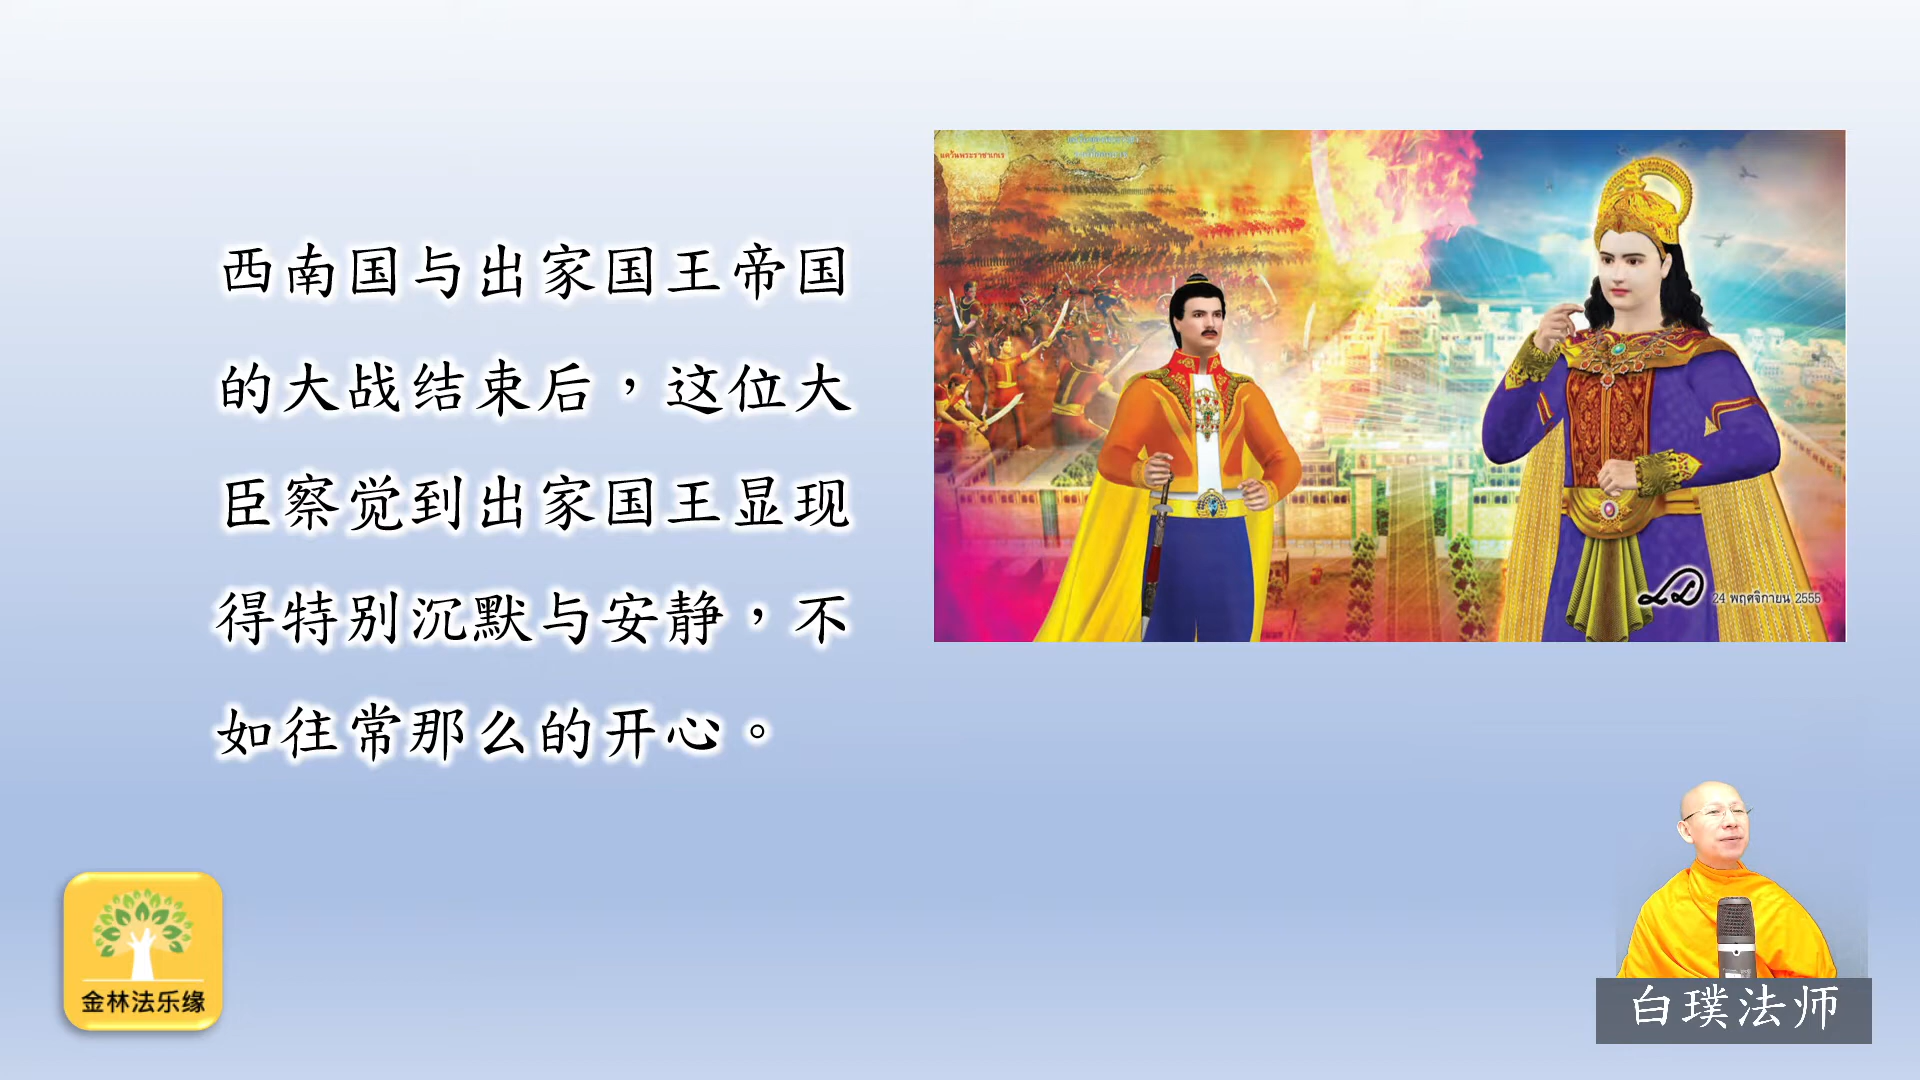 西南国与出家国王帝国
的大战结束后，这位大
臣察觉到出家国王显现
得特别沉默与安静，不
如往常那么的开心。
24 พฤศจิกายน 2555
金林法乐缘
白璞法师